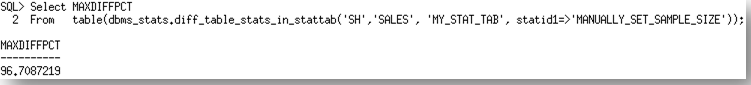 SQL> Select MAXDIFFPCT
2 From table(dbms_stats.diff_table_stats_in_stattab('SH','SALES', 'MY_STAT_TAB', statid1=>'MANUALLY_SET_SAMPLE_SIZE'));
MAXDIFFPCT
----------
96.7087219